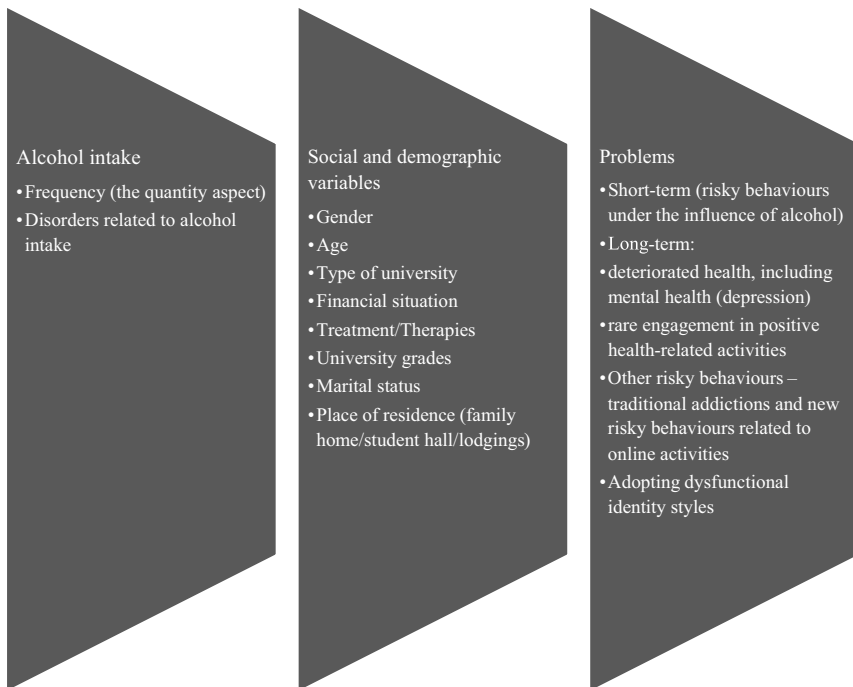 Alcohol intake
•Frequency (the quantity aspect)
•Disorders related to alcohol
intake
Social and demographic
variables
•Gender
•Age
•Type of university
•Financial situation
•Treatment/Therapies
•University grades
•Marital status
•Place of residence (family
home/student hall/lodgings)
Problems
•Short-term (risky behaviours
under the influence of alcohol)
•Long-term:
•deteriorated health, including
mental health (depression)
•rare engagement in positive
health-related activities
•Other risky behaviours –
traditional addictions and new
risky behaviours related to
online activities
•Adopting dysfunctional
identity styles